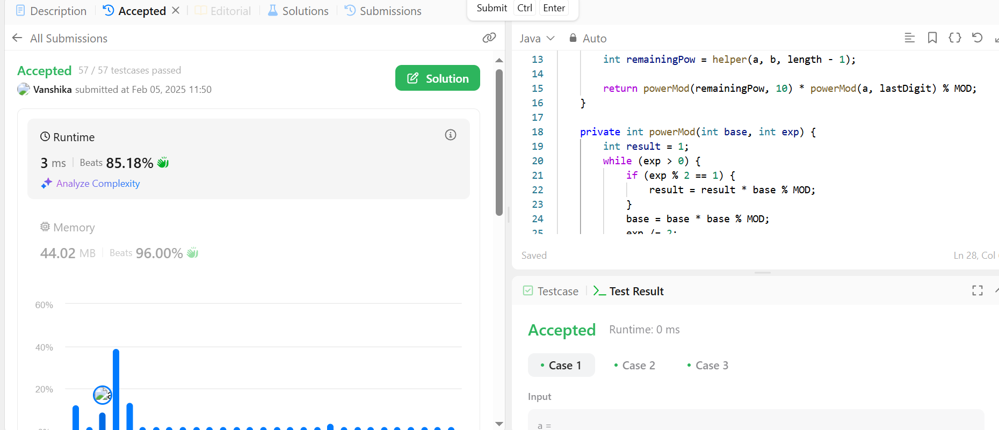 Description
Accepted
Editorial
Solutions
Submissions
Submit Ctrl Enter
All Submissions
Accepted 57 / 57 testcases passed
Vanshika submitted at Feb 05, 2025 11:50
Solution
Runtime
3 ms Beats 85.18%
Analyze Complexity
Memory
44.02 MB Beats 96.00%
60%
40%
20%
0%
Java Auto
13 int remainingPow = helper(a, b, length - 1);
14
15 return powerMod(remainingPow, 10) * powerMod(a, lastDigit) % MOD;
16 }
17
18 private int powerMod(int base, int exp) {
19 int result = 1;
20 while (exp > 0) {
21 if (exp % 2 == 1) {
22 result = result * base % MOD;
23 }
24 base = base * base % MOD;
25 exp /= 2;
Saved
Ln 28, Col
Testcase
Test Result
Accepted Runtime: 0 ms
Case 1
Case 2
Case 3
Input
a =